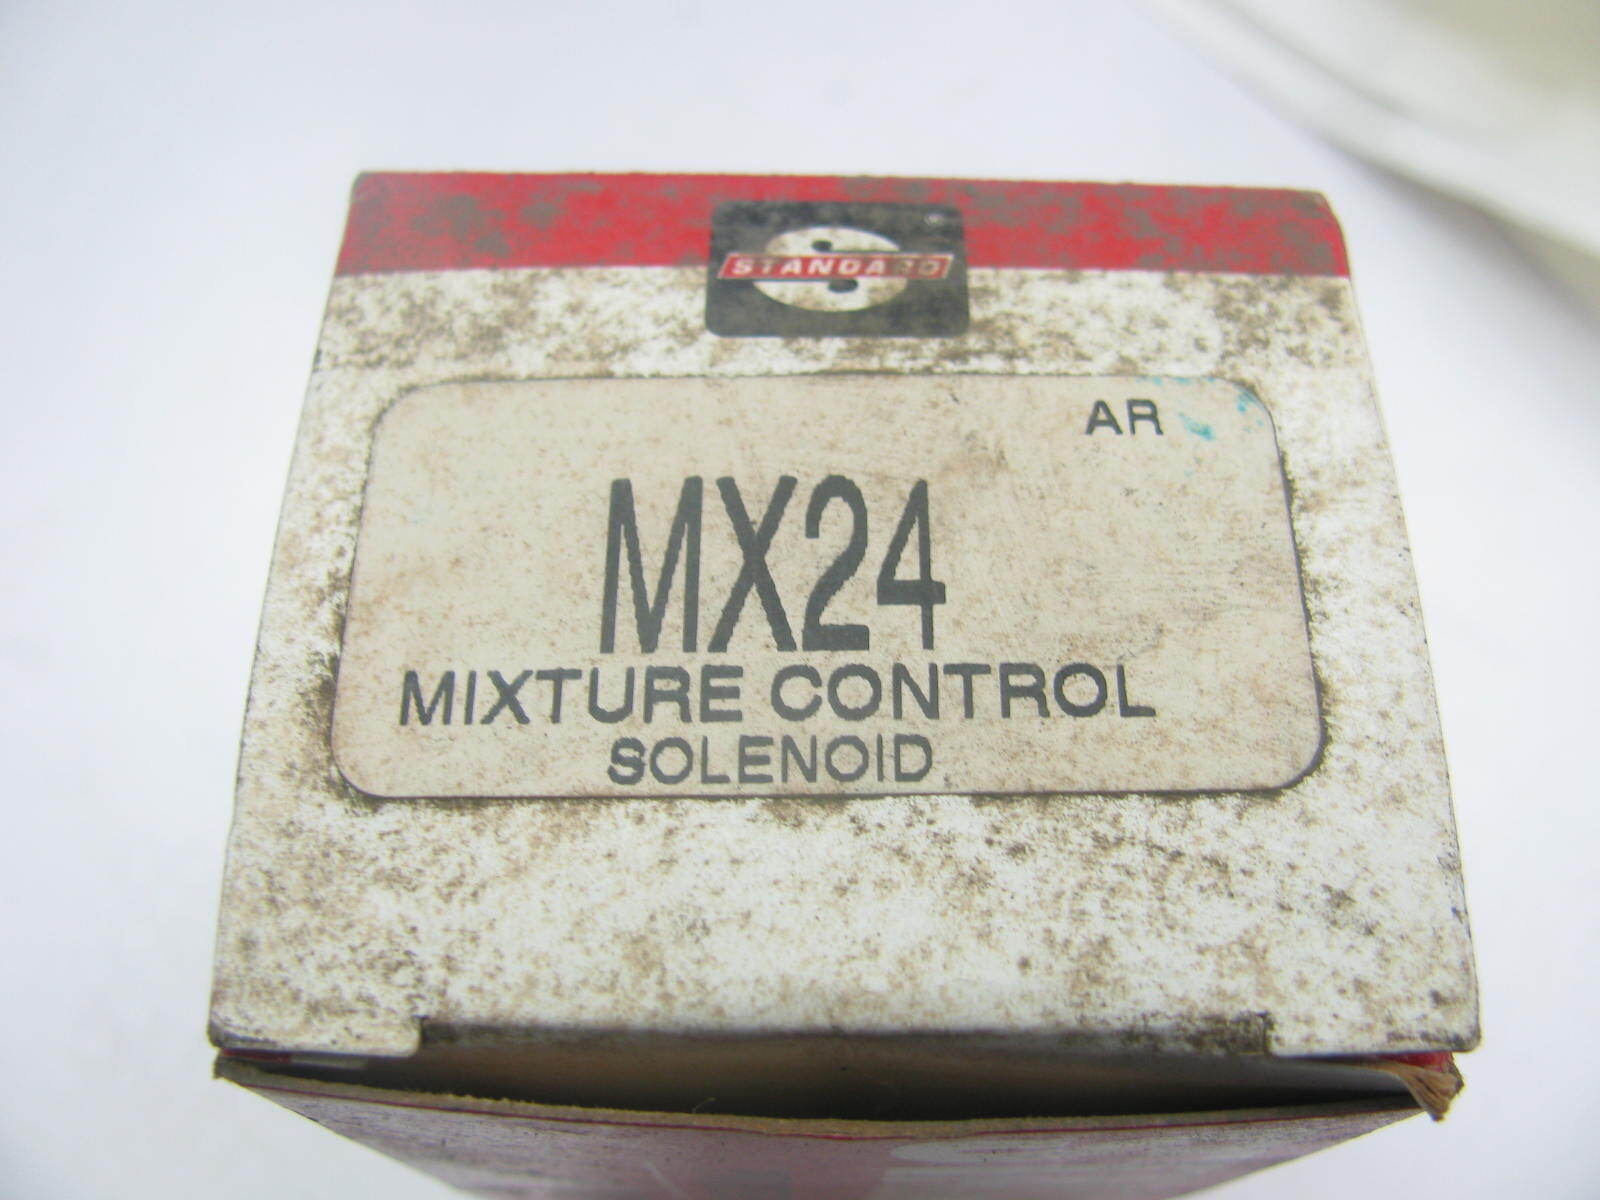 STANDARD
AR
MX24
MIXTURE CONTROL
SOLENOID